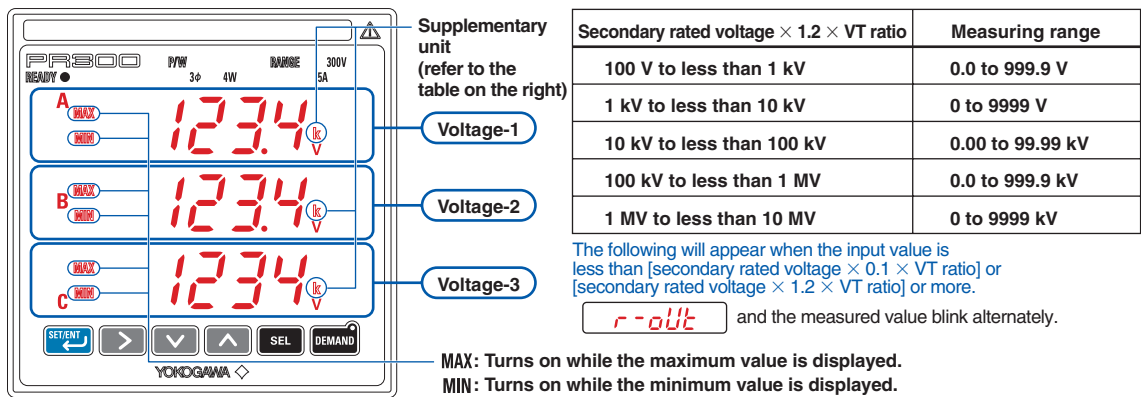 Supplementary
unit
(refer to the
table on the right)
PR300
READY
P/W
3ϕ 4W
RANGE 300V
5A
A
MAX
MIN
123.4
k
V
Voltage-1
B
MAX
MIN
123.4
k
V
Voltage-2
C
MAX
MIN
1234
k
V
Voltage-3
SET/ENT
SEL
DEMAND
YOKOGAWA
Secondary rated voltage × 1.2 × VT ratio Measuring range
100 V to less than 1 kV 0.0 to 999.9 V
1 kV to less than 10 kV 0 to 9999 V
10 kV to less than 100 kV 0.00 to 99.99 kV
100 kV to less than 1 MV 0.0 to 999.9 kV
1 MV to less than 10 MV 0 to 9999 kV
The following will appear when the input value is
less than [secondary rated voltage × 0.1 × VT ratio] or
[secondary rated voltage × 1.2 × VT ratio] or more.
r-oUt and the measured value blink alternately.
MAX: Turns on while the maximum value is displayed.
MIN: Turns on while the minimum value is displayed.